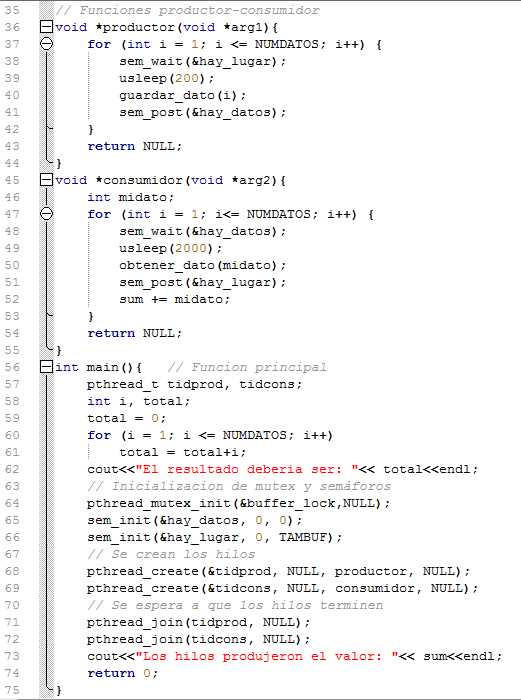 35 // Funciones productor-consumidor
36 void *productor(void *arg1){
37 for (int i = 1; i <= NUMDATOS; i++) {
38 sem_wait(&hay_lugar);
39 usleep(200);
40 guardar_dato(i);
41 sem_post(&hay_datos);
42 }
43 return NULL;
44 }
45 void *consumidor(void *arg2){
46 int midato;
47 for (int i = 1; i<= NUMDATOS; i++) {
48 sem_wait(&hay_datos);
49 usleep(2000);
50 obtener_dato(midato);
51 sem_post(&hay_lugar);
52 sum += midato;
53 }
54 return NULL;
55 }
56 int main(){ // Funcion principal
57 pthread_t tidprod, tidcons;
58 int i, total;
59 total = 0;
60 for (i = 1; i <= NUMDATOS; i++)
61 total = total+i;
62 cout<<"El resultado deberia ser: "<< total<<endl;
63 // Inicializacion de mutex y semáforos
64 pthread_mutex_init(&buffer_lock,NULL);
65 sem_init(&hay_datos, 0, 0);
66 sem_init(&hay_lugar, 0, TAMBUF);
67 // Se crean los hilos
68 pthread_create(&tidprod, NULL, productor, NULL);
69 pthread_create(&tidcons, NULL, consumidor, NULL);
70 // Se espera a que los hilos terminen
71 pthread_join(tidprod, NULL);
72 pthread_join(tidcons, NULL);
73 cout<<"Los hilos produjeron el valor: "<< sum<<endl;
74 return 0;
75 }